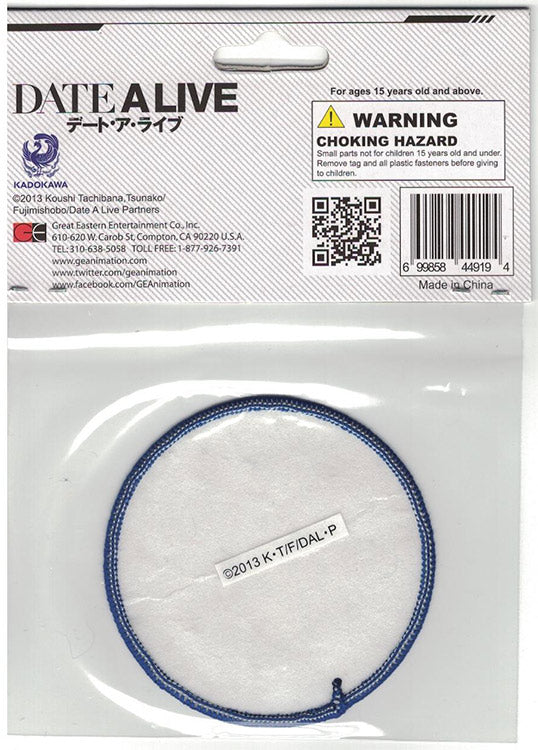 DATE A LIVE
デート・ア・ライブ
KADOKAWA
©2013 Koushi Tachibana,Tsunako/
Fujimishobo/Date A Live Partners
GE
Great Eastern Entertainment Co., Inc.
610-620 W. Carob St, Compton, CA 90220 U.S.A.
TEL: 310-638-5058 TOLL FREE: 1-877-926-7391
www.geanimation.com
www.twitter.com/geanimation
www.facebook.com/GEAnimation
For ages 15 years old and above.
WARNING
CHOKING HAZARD
Small parts not for children 15 years old and under.
Remove tag and all plastic fasteners before giving
to children.
6 99858 44919 4
Made in China
©2013 K・T/F/DAL・P